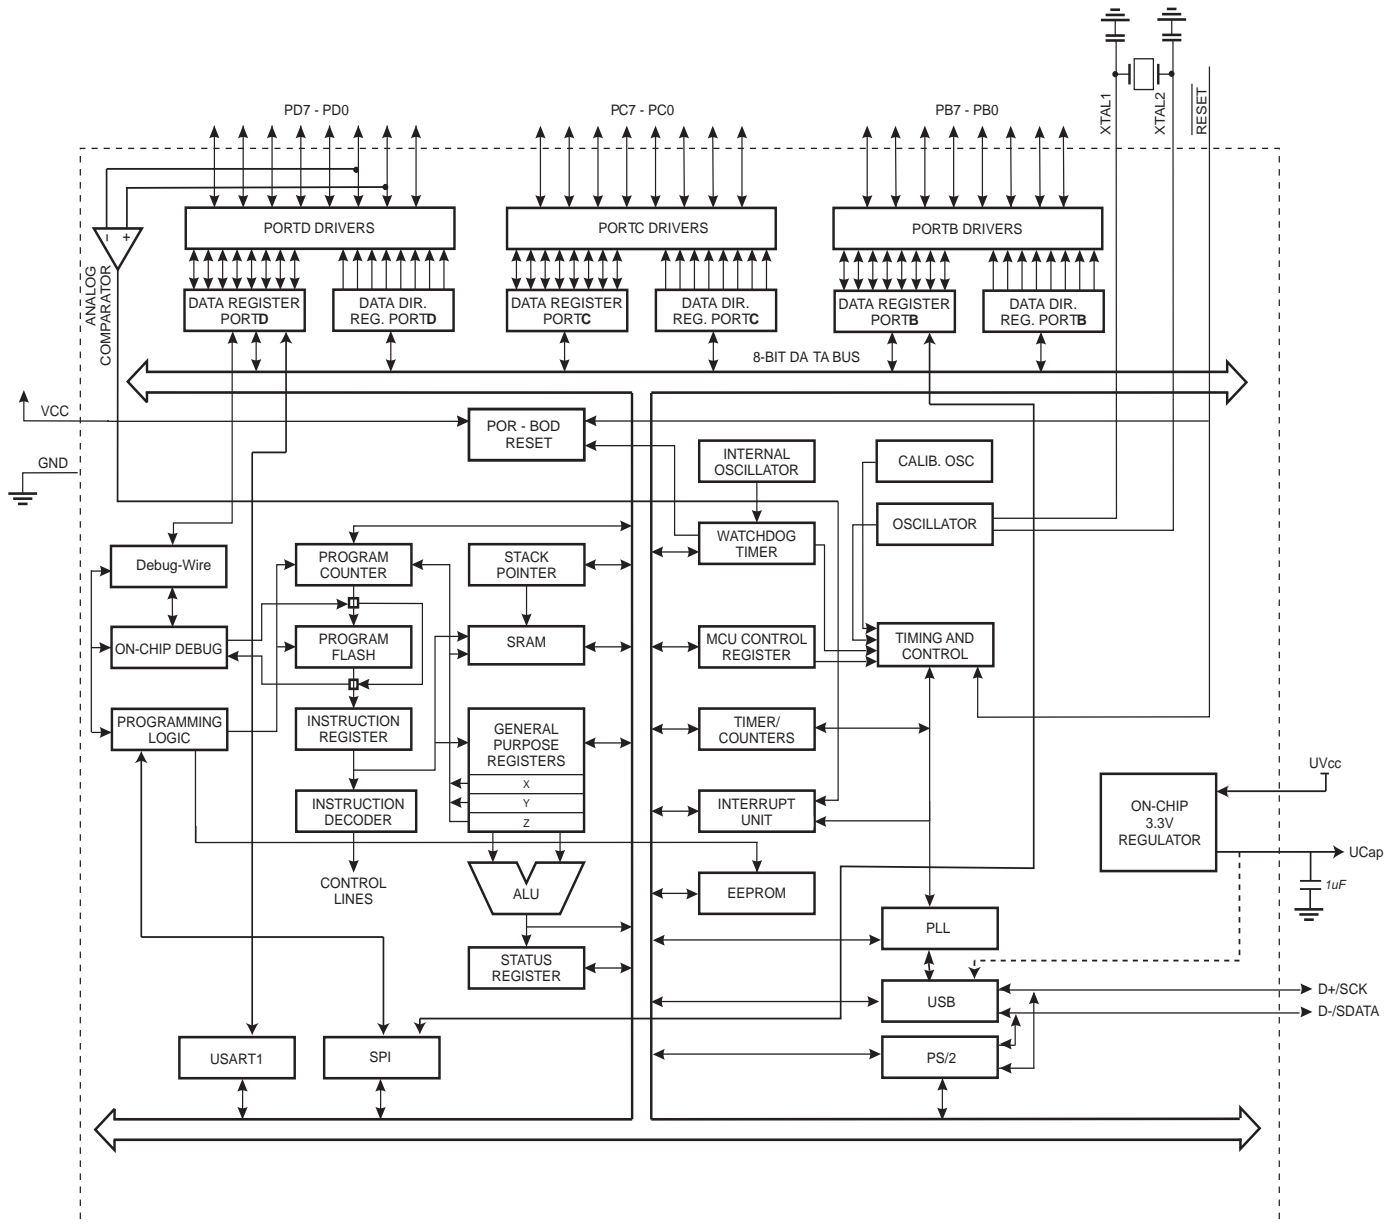 XTAL1
XTAL2
RESET
PD7 - PD0
PC7 - PC0
PB7 - PB0
PORTD DRIVERS
PORTC DRIVERS
PORTB DRIVERS
- +
ANALOG
COMPARATOR
DATA REGISTER
PORTD
DATA DIR.
REG. PORTD
DATA REGISTER
PORTC
DATA DIR.
REG. PORTC
DATA REGISTER
PORTB
DATA DIR.
REG. PORTB
8-BIT DA TA BUS
VCC
POR - BOD
RESET
GND
INTERNAL
OSCILLATOR
CALIB. OSC
WATCHDOG
TIMER
OSCILLATOR
Debug-Wire
PROGRAM
COUNTER
STACK
POINTER
ON-CHIP DEBUG
PROGRAM
FLASH
SRAM
MCU CONTROL
REGISTER
TIMING AND
CONTROL
PROGRAMMING
LOGIC
INSTRUCTION
REGISTER
GENERAL
PURPOSE
REGISTERS
X
Y
Z
TIMER/
COUNTERS
INSTRUCTION
DECODER
INTERRUPT
UNIT
UVcc
ON-CHIP
3.3V
REGULATOR
UCap
1uF
CONTROL
LINES
ALU
EEPROM
STATUS
REGISTER
PLL
USB
D+/SCK
D-/SDATA
USART1
SPI
PS/2